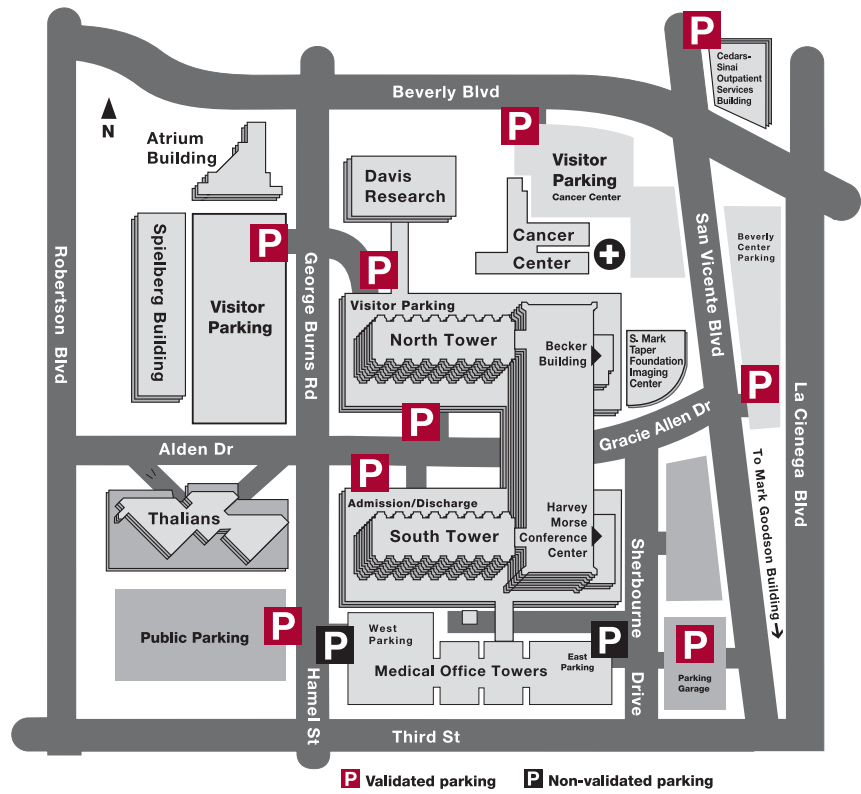 P
Cedars-
Sinai
Outpatient
Services
Building
Beverly Blvd
N
P
Atrium
Building
Visitor
Parking
Cancer Center
Davis
Research
Cancer
Center
San Vicente Blvd
Beverly
Center
Parking
Robertson Blvd
Spielberg Building
P
Visitor
Parking
George Burns Rd
P
Visitor Parking
North Tower
Becker
Building
S. Mark
Taper
Foundation
Imaging
Center
P
La Cienega Blvd
P
Gracie Allen Dr
Alden Dr
P
Admission/Discharge
Thalians
South Tower
Harvey
Morse
Conference
Center
To Mark Goodson Building
Sherbourne Drive
Public Parking
P
P
West
Parking
Medical Office Towers
East
Parking
P
P
Parking
Garage
Hamel St
Third St
P Validated parking
P Non-validated parking